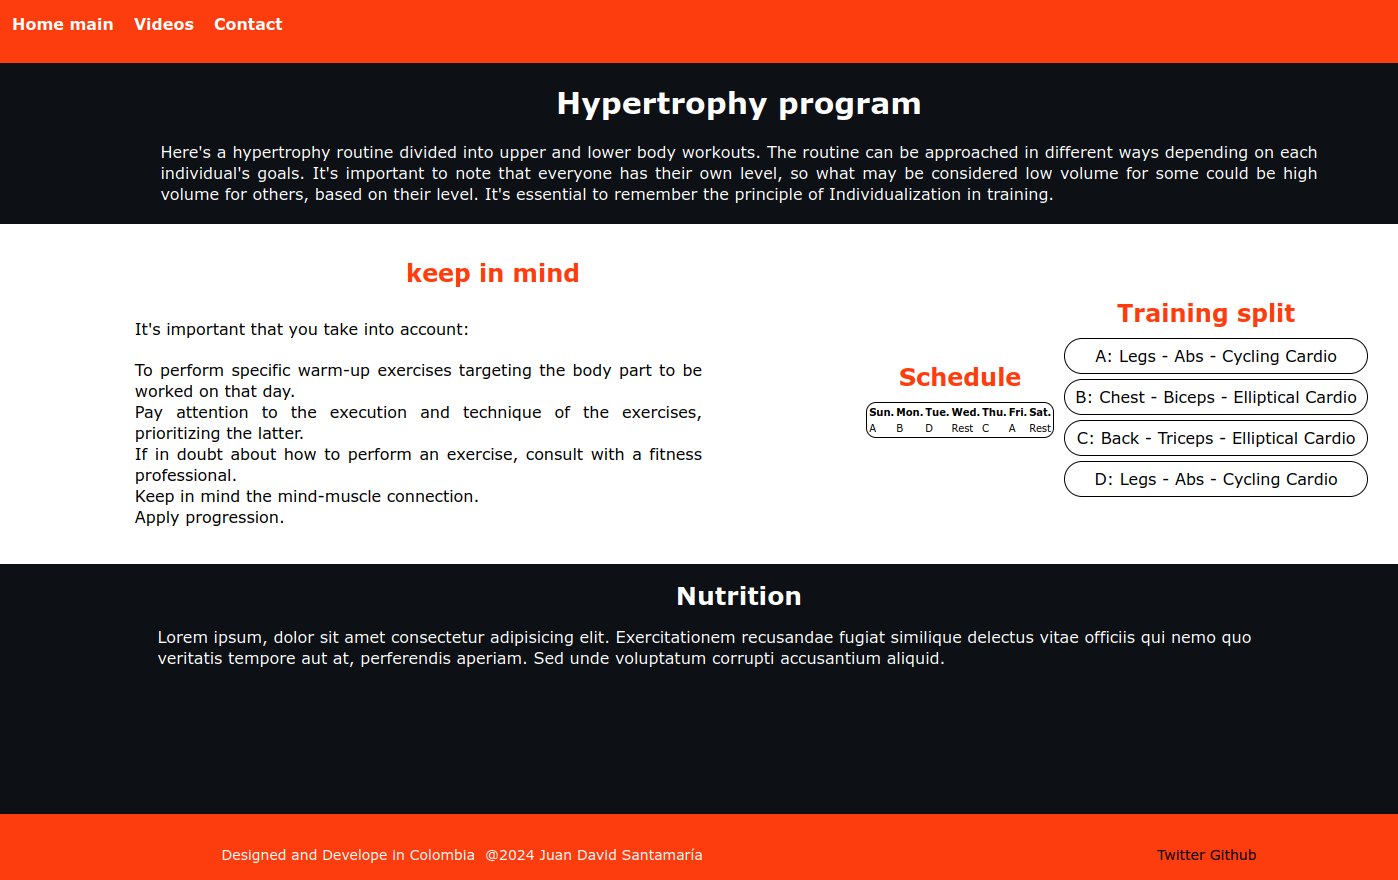 Home main Videos Contact
Hypertrophy program
Here's a hypertrophy routine divided into upper and lower body workouts. The routine can be approached in different ways depending on each
individual's goals. It's important to note that everyone has their own level, so what may be considered low volume for some could be high
volume for others, based on their level. It's essential to remember the principle of Individualization in training.
keep in mind
It's important that you take into account:
To perform specific warm-up exercises targeting the body part to be
worked on that day.
Pay attention to the execution and technique of the exercises,
prioritizing the latter.
If in doubt about how to perform an exercise, consult with a fitness
professional.
Keep in mind the mind-muscle connection.
Apply progression.
Schedule
Sun. Mon. Tue. Wed. Thu. Fri. Sat.
A B D Rest C A Rest
Training split
A: Legs - Abs - Cycling Cardio
B: Chest - Biceps - Elliptical Cardio
C: Back - Triceps - Elliptical Cardio
D: Legs - Abs - Cycling Cardio
Nutrition
Lorem ipsum, dolor sit amet consectetur adipisicing elit. Exercitationem recusandae fugiat similique delectus vitae officiis qui nemo quo
veritatis tempore aut at, perferendis aperiam. Sed unde voluptatum corrupti accusantium aliquid.
Designed and Develope in Colombia @2024 Juan David Santamaría
Twitter Github